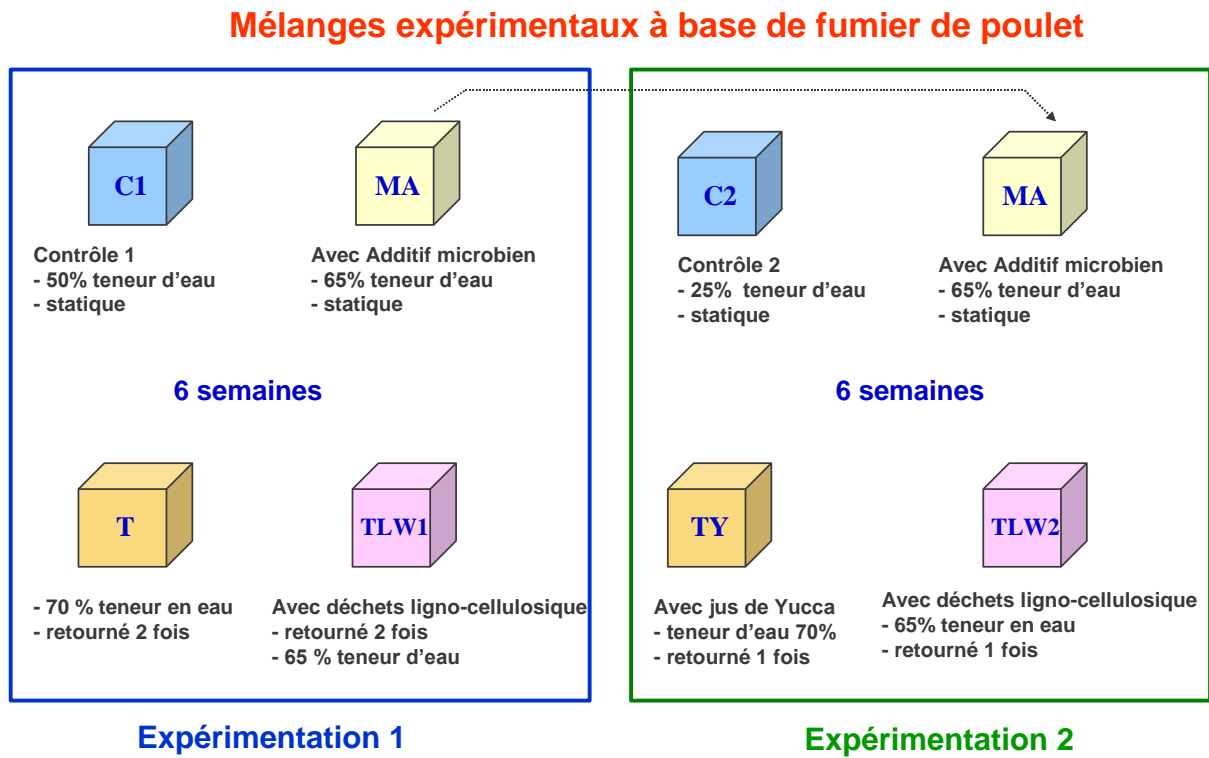 Mélanges expérimentaux à base de fumier de poulet
C1
MA
Contrôle 1
- 50% teneur d'eau
- statique
Avec Additif microbien
- 65% teneur d'eau
- statique
6 semaines
T
TLW1
- 70 % teneur en eau
- retourné 2 fois
Avec déchets ligno-cellulosique
- retourné 2 fois
- 65 % teneur d'eau
Expérimentation 1
C2
MA
Contrôle 2
- 25% teneur d'eau
- statique
Avec Additif microbien
- 65% teneur d'eau
- statique
6 semaines
TY
TLW2
Avec jus de Yucca
- teneur d'eau 70%
- retourné 1 fois
Avec déchets ligno-cellulosique
- 65% teneur en eau
- retourné 1 fois
Expérimentation 2